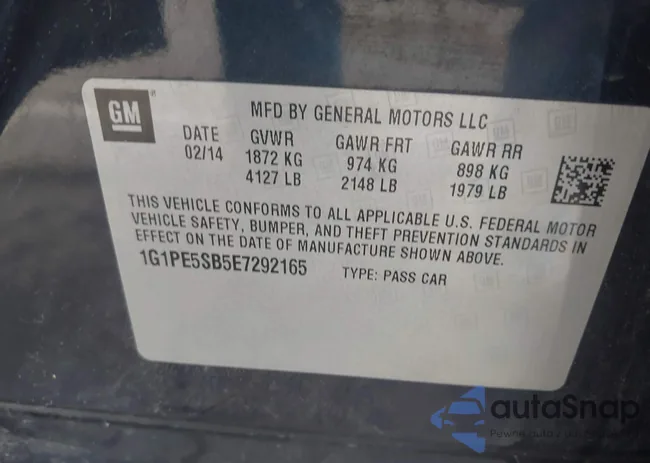 GM
MFD BY GENERAL MOTORS LLC
DATE GVWR GAWR FRT GAWR RR
02/14 1872 KG 974 KG 898 KG
4127 LB 2148 LB 1979 LB
THIS VEHICLE CONFORMS TO ALL APPLICABLE U.S. FEDERAL MOTOR
VEHICLE SAFETY, BUMPER, AND THEFT PREVENTION STANDARDS IN
EFFECT ON THE DATE OF MANUFACTURE SHOWN ABOVE.
1G1PE5SB5E7292165 TYPE: PASS CAR
autaSnap